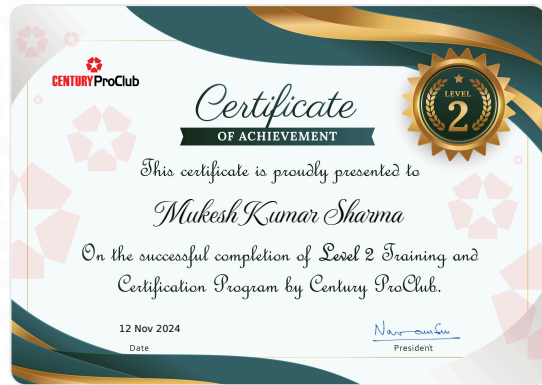 CENTURY ProClub
LEVEL
2
Certificate
OF ACHIEVEMENT
This certificate is proudly presented to
Mukesh Kumar Sharma
On the successful completion of Level 2 Training and
Certification Program by Century ProClub.
12 Nov 2024
Date
President